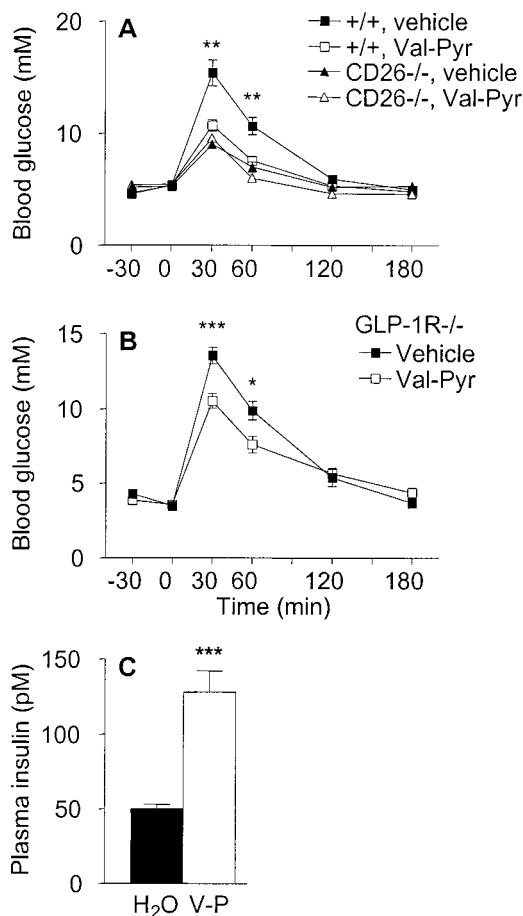 A
+/+, vehicle
+/+, Val-Pyr
CD26-/-, vehicle
CD26-/-, Val-Pyr
Blood glucose (mM)
20
10
0
** **
-30 0 30 60 120 180
B
GLP-1R-/-
Vehicle
Val-Pyr
Blood glucose (mM)
15
10
5
0
*** *
-30 0 30 60 120 180
Time (min)
C
Plasma insulin (pM)
150
100
50
0
***
H2O V-P